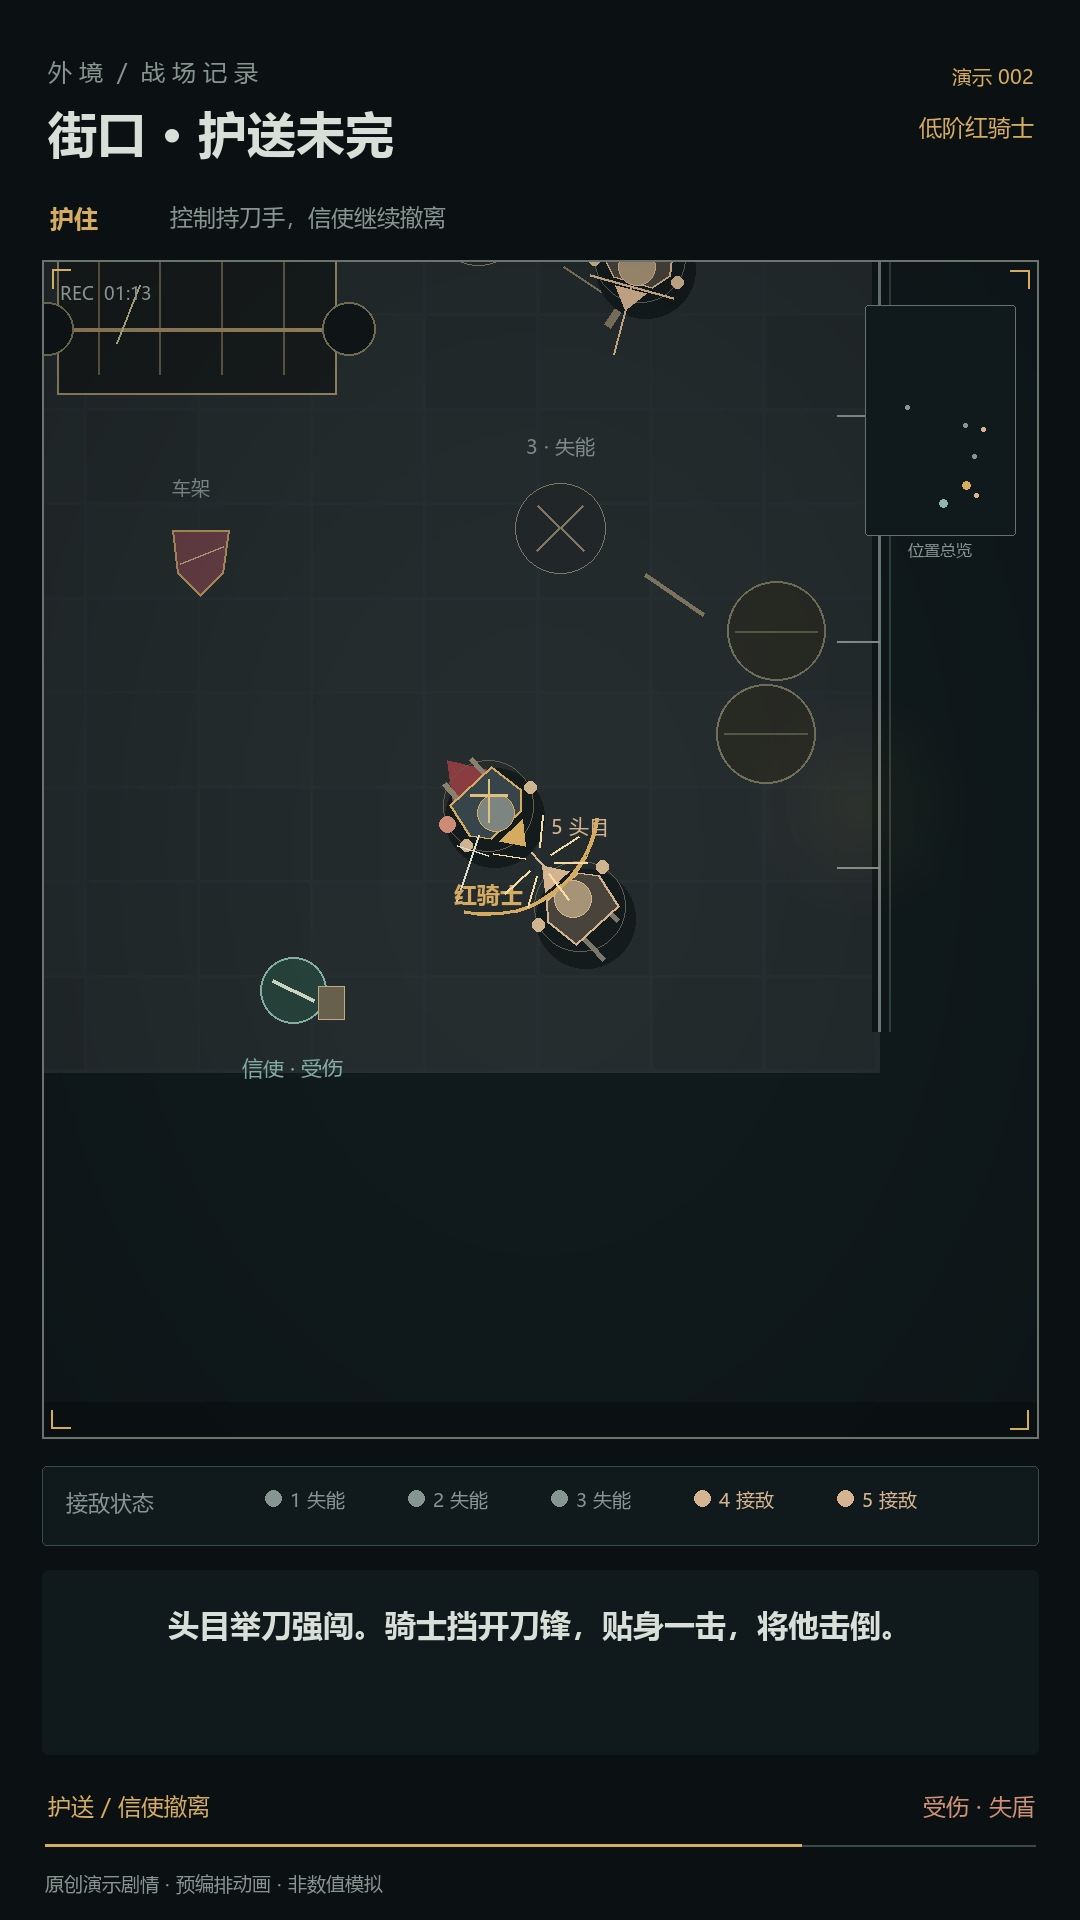 外境 / 战场记录
演示 002
街口·护送未完
低阶红骑士
护住 控制持刀手，信使继续撤离
REC 01:13
3 · 失能
车架
位置总览
5 头目
红骑士
信使 · 受伤
接敌状态 1 失能 2 失能 3 失能 4 接敌 5 接敌
头目举刀强闯。骑士挡开刀锋，贴身一击，将他击倒。
护送 / 信使撤离
受伤 · 失盾
原创演示剧情 · 预编排动画 · 非数值模拟